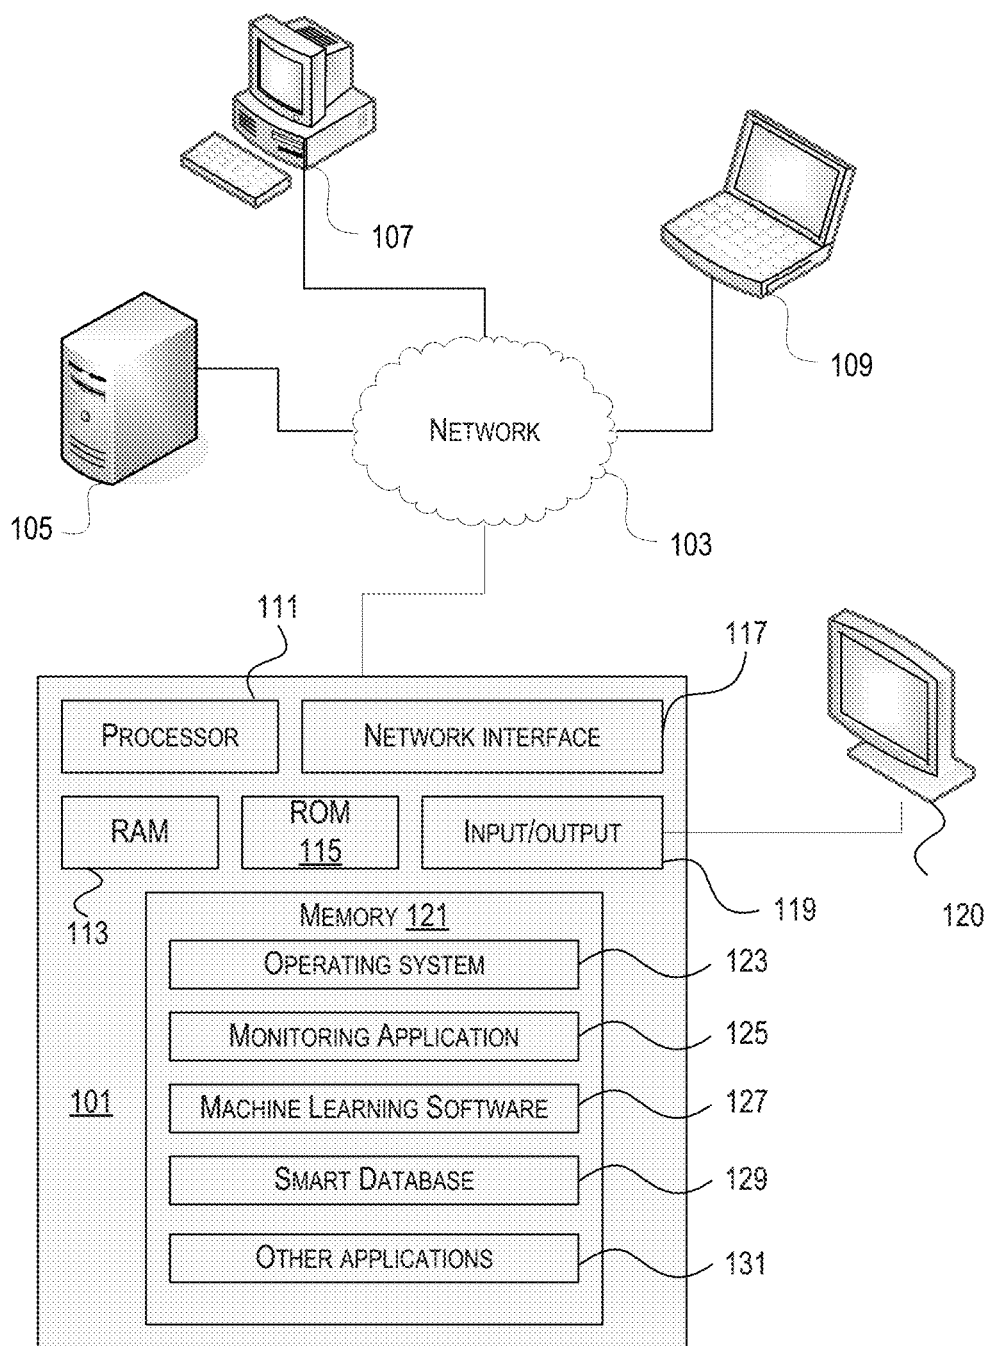 107
109
NETWORK
105
103
111
117
PROCESSOR
NETWORK INTERFACE
RAM
ROM
115
INPUT/OUTPUT
113
119
120
MEMORY 121
OPERATING SYSTEM
123
MONITORING APPLICATION
125
101
MACHINE LEARNING SOFTWARE
127
SMART DATABASE
129
OTHER APPLICATIONS
131